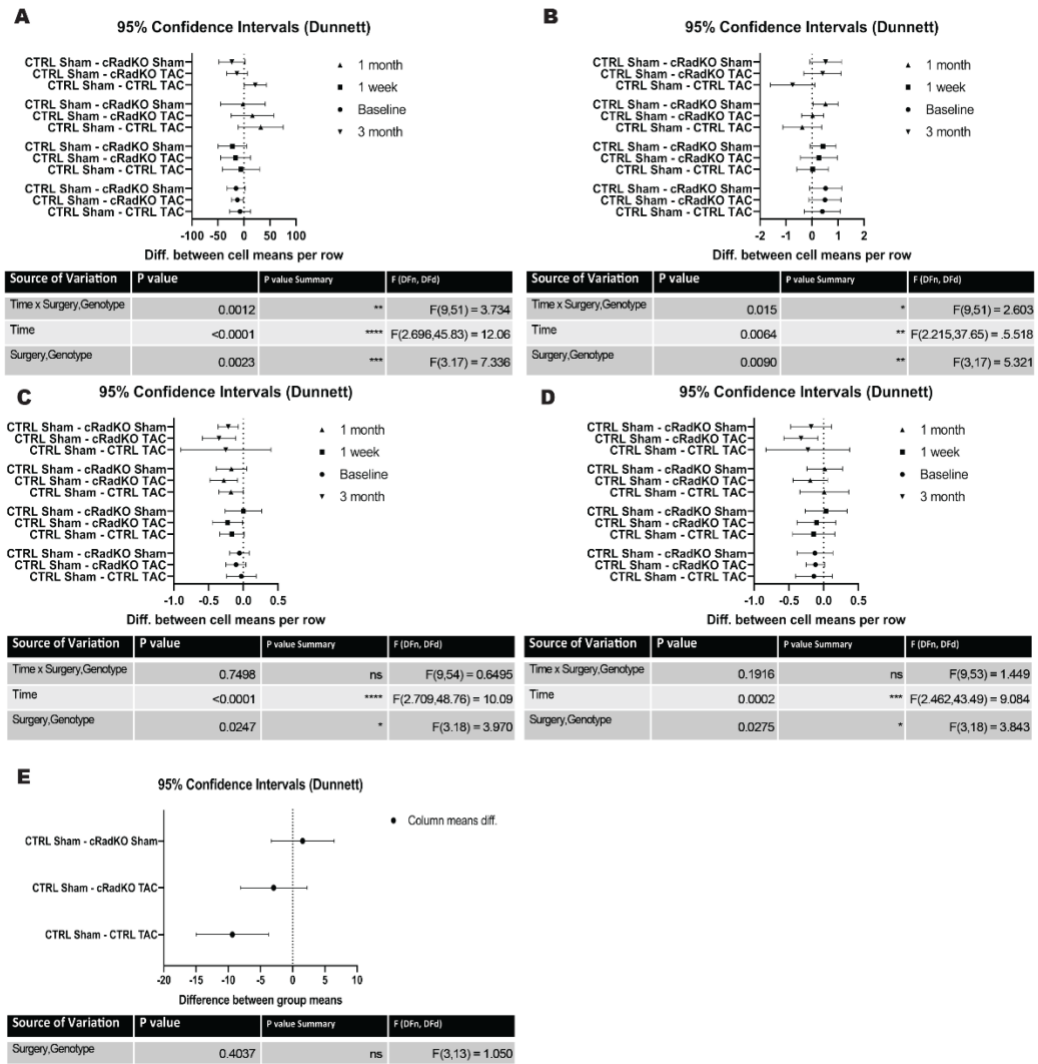 A
95% Confidence Intervals (Dunnett)
CTRL Sham - cRadKO Sham
CTRL Sham - cRadKO TAC
CTRL Sham - CTRL TAC
CTRL Sham - cRadKO Sham
CTRL Sham - cRadKO TAC
CTRL Sham - CTRL TAC
CTRL Sham - cRadKO Sham
CTRL Sham - cRadKO TAC
CTRL Sham - CTRL TAC
CTRL Sham - cRadKO Sham
CTRL Sham - cRadKO TAC
CTRL Sham - CTRL TAC
1 month
1 week
Baseline
3 month
-100 -50 0 50 100
Diff. between cell means per row
Source of Variation P value P value Summary F (DFn, DFd)
Time x Surgery,Genotype 0.0012 ** F(9,51) = 3.734
Time <0.0001 **** F(2.696,45.83) = 12.06
Surgery,Genotype 0.0023 *** F(3.17) = 7.336
B
95% Confidence Intervals (Dunnett)
CTRL Sham - cRadKO Sham
CTRL Sham - cRadKO TAC
CTRL Sham - CTRL TAC
CTRL Sham - cRadKO Sham
CTRL Sham - cRadKO TAC
CTRL Sham - CTRL TAC
CTRL Sham - cRadKO Sham
CTRL Sham - cRadKO TAC
CTRL Sham - CTRL TAC
CTRL Sham - cRadKO Sham
CTRL Sham - cRadKO TAC
CTRL Sham - CTRL TAC
1 month
1 week
Baseline
3 month
-2 -1 0 1 2
Diff. between cell means per row
Source of Variation P value P value Summary F (DFn, DFd)
Time x Surgery,Genotype 0.015 * F(9,51) = 2.603
Time 0.0064 ** F(2.215,37.65) = .5.518
Surgery,Genotype 0.0090 ** F(3,17) = 5.321
C
95% Confidence Intervals (Dunnett)
CTRL Sham - cRadKO Sham
CTRL Sham - cRadKO TAC
CTRL Sham - CTRL TAC
CTRL Sham - cRadKO Sham
CTRL Sham - cRadKO TAC
CTRL Sham - CTRL TAC
CTRL Sham - cRadKO Sham
CTRL Sham - cRadKO TAC
CTRL Sham - CTRL TAC
CTRL Sham - cRadKO Sham
CTRL Sham - cRadKO TAC
CTRL Sham - CTRL TAC
1 month
1 week
Baseline
3 month
-1.0 -0.5 0.0 0.5
Diff. between cell means per row
Source of Variation P value P value Summary F (DFn, DFd)
Time x Surgery,Genotype 0.7498 ns F(9,54) = 0.6495
Time <0.0001 **** F(2.709,48.76) = 10.09
Surgery,Genotype 0.0247 * F(3.18) = 3.970
D
95% Confidence Intervals (Dunnett)
CTRL Sham - cRadKO Sham
CTRL Sham - cRadKO TAC
CTRL Sham - CTRL TAC
CTRL Sham - cRadKO Sham
CTRL Sham - cRadKO TAC
CTRL Sham - CTRL TAC
CTRL Sham - cRadKO Sham
CTRL Sham - cRadKO TAC
CTRL Sham - CTRL TAC
CTRL Sham - cRadKO Sham
CTRL Sham - cRadKO TAC
CTRL Sham - CTRL TAC
1 month
1 week
Baseline
3 month
-1.0 -0.5 0.0 0.5
Diff. between cell means per row
Source of Variation P value P value Summary F (DFn, DFd)
Time x Surgery,Genotype 0.1916 ns F(9,53) = 1.449
Time 0.0002 *** F(2.462,43.49) = 9.084
Surgery,Genotype 0.0275 * F(3,18) = 3.843
E
95% Confidence Intervals (Dunnett)
CTRL Sham - cRadKO Sham
CTRL Sham - cRadKO TAC
CTRL Sham - CTRL TAC
Column means diff.
-20 -15 -10 -5 0 5 10
Difference between group means
Source of Variation P value P value Summary F (DFn, DFd)
Surgery,Genotype 0.4037 ns F(3,13) = 1.050